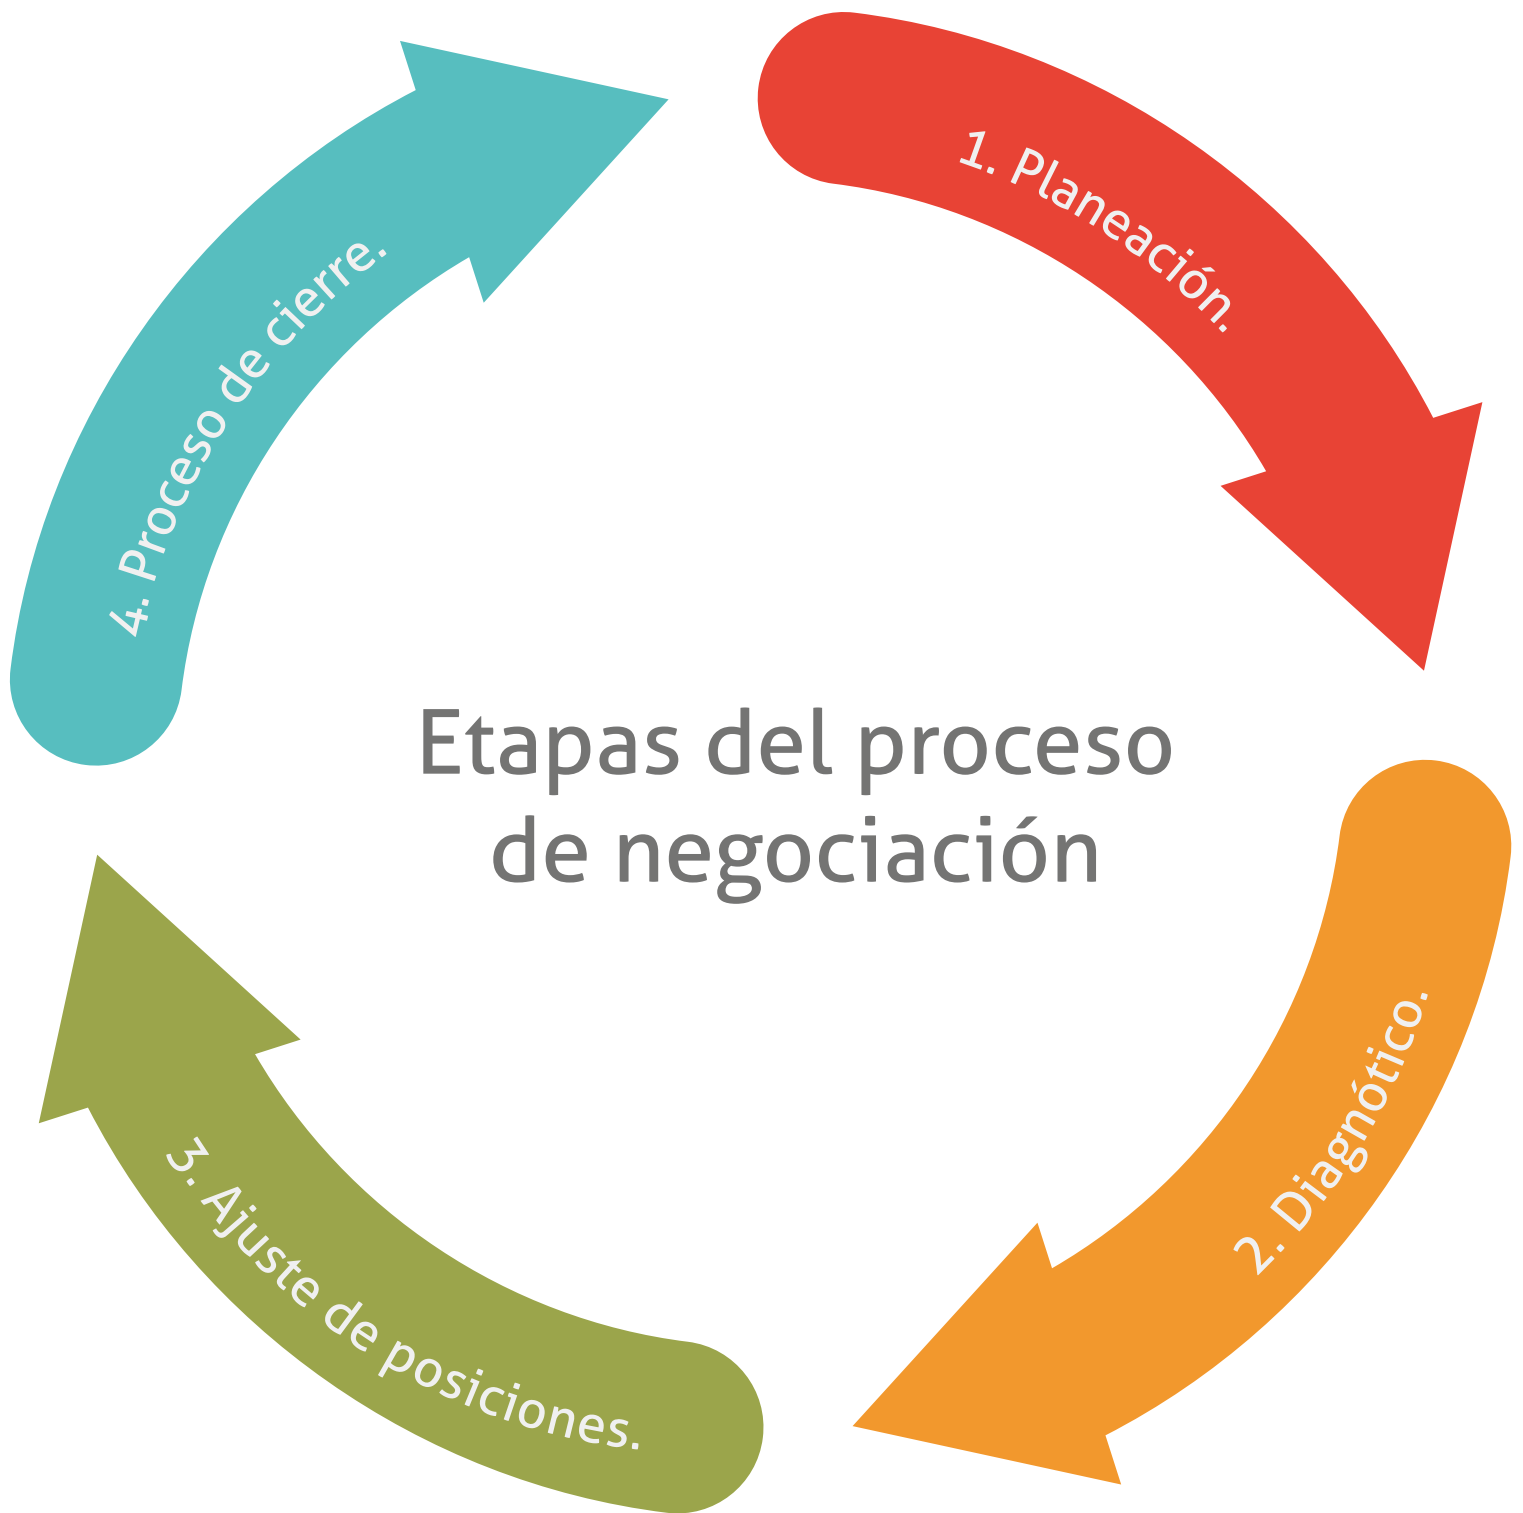 Etapas del proceso
de negociación
1. Planeación.
2. Diagnótico.
3. Ajuste de posiciones.
4. Proceso de cierre.